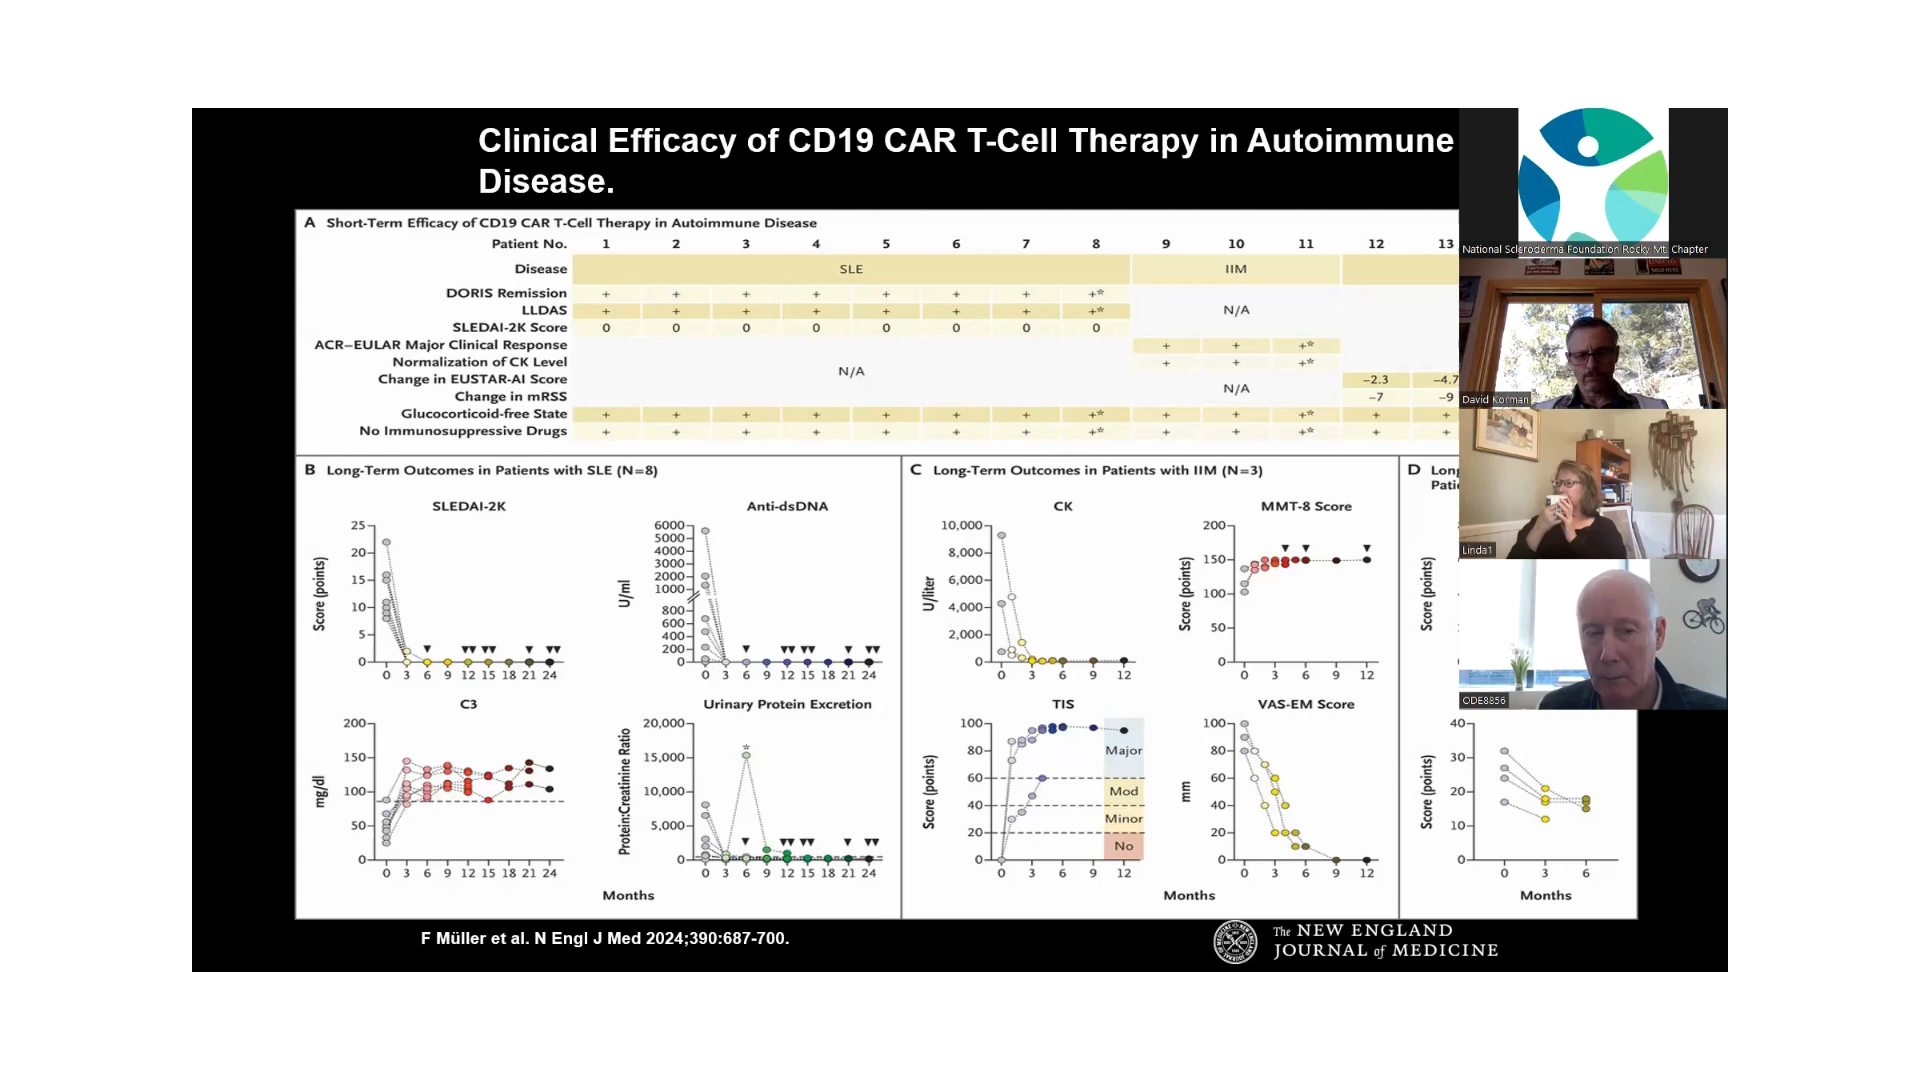 Clinical Efficacy of CD19 CAR T-Cell Therapy in Autoimmune
Disease.
A Short-Term Efficacy of CD19 CAR T-Cell Therapy in Autoimmune Disease
Patient No. 1 2 3 4 5 6 7 8 9 10 11 12 13
Disease SLE IIM
DORIS Remission + + + + + + + +*
LLDAS + + + + + + + +* N/A
SLEDAI-2K Score 0 0 0 0 0 0 0 0
ACR–EULAR Major Clinical Response + + +*
Normalization of CK Level N/A + + +*
Change in EUSTAR-AI Score N/A −2.3 −4.7
Change in mRSS −7 −9
Glucocorticoid-free State + + + + + + + +* + + +* + +
No Immunosuppressive Drugs + + + + + + + +* + + +* + +
B Long-Term Outcomes in Patients with SLE (N=8)
SLEDAI-2K
Score (points)
25
20
15
10
5
0
0 3 6 9 12 15 18 21 24
Anti-dsDNA
U/ml
6000
5000
4000
3000
2000
1000
800
600
400
200
0
0 3 6 9 12 15 18 21 24
C3
mg/dl
200
150
100
50
0
0 3 6 9 12 15 18 21 24
Urinary Protein Excretion
Protein:Creatinine Ratio
20,000
15,000
10,000
5,000
0
*
0 3 6 9 12 15 18 21 24
Months
C Long-Term Outcomes in Patients with IIM (N=3)
CK
U/liter
10,000
8,000
6,000
4,000
2,000
0
0 3 6 9 12
MMT-8 Score
Score (points)
200
150
100
50
0
0 3 6 9 12
TIS
Score (points)
100
80
60
40
20
0
Major
Mod
Minor
No
0 3 6 9 12
VAS-EM Score
mm
100
80
60
40
20
0
0 3 6 9 12
Months
D Long
Patie
Score (points)
Score (points)
40
30
20
10
0
0 3 6
Months
F Müller et al. N Engl J Med 2024;390:687-700.
The NEW ENGLAND
JOURNAL of MEDICINE
National Scleroderma Foundation Rocky Mt. Chapter
David Korman
Linda1
ODE8856